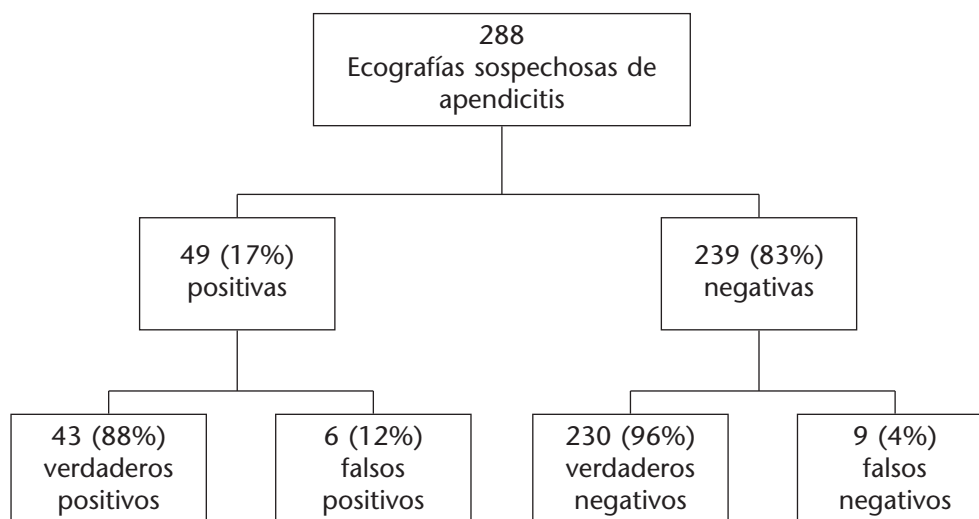 288
Ecografías sospechosas de
apendicitis
49 (17%)
positivas
239 (83%)
negativas
43 (88%)
verdaderos
positivos
6 (12%)
falsos
positivos
230 (96%)
verdaderos
negativos
9 (4%)
falsos
negativos